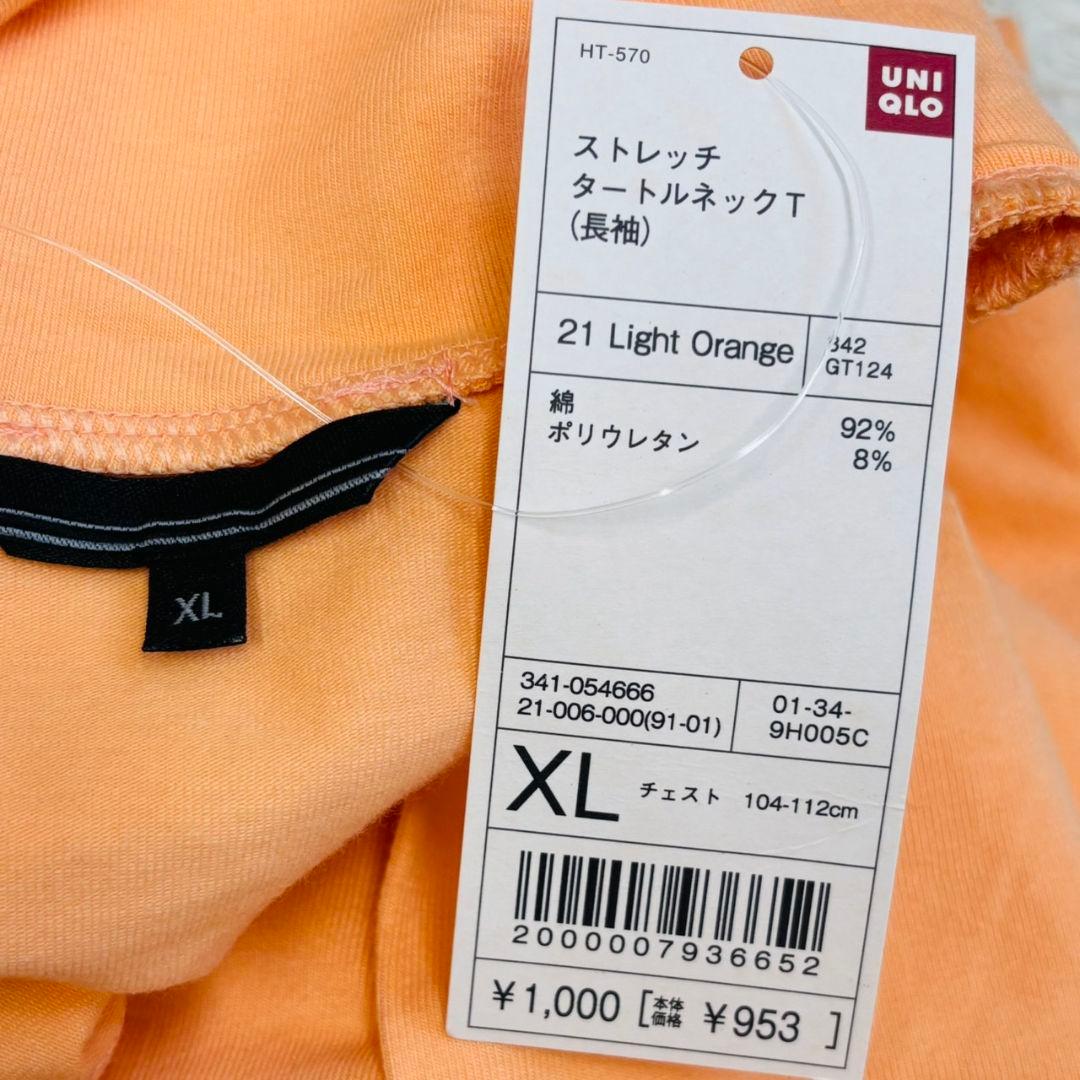 HT-570
UNI
QLO
ストレッチ
タートルネックT
(長袖)
21 Light Orange
342
GT124
綿 92%
ポリウレタン 8%
341-054666
21-006-000(91-01)
01-34-
9H005C
XL チェスト 104-112cm
2000007936652
¥1,000 [本体価格 ¥953 ]
XL